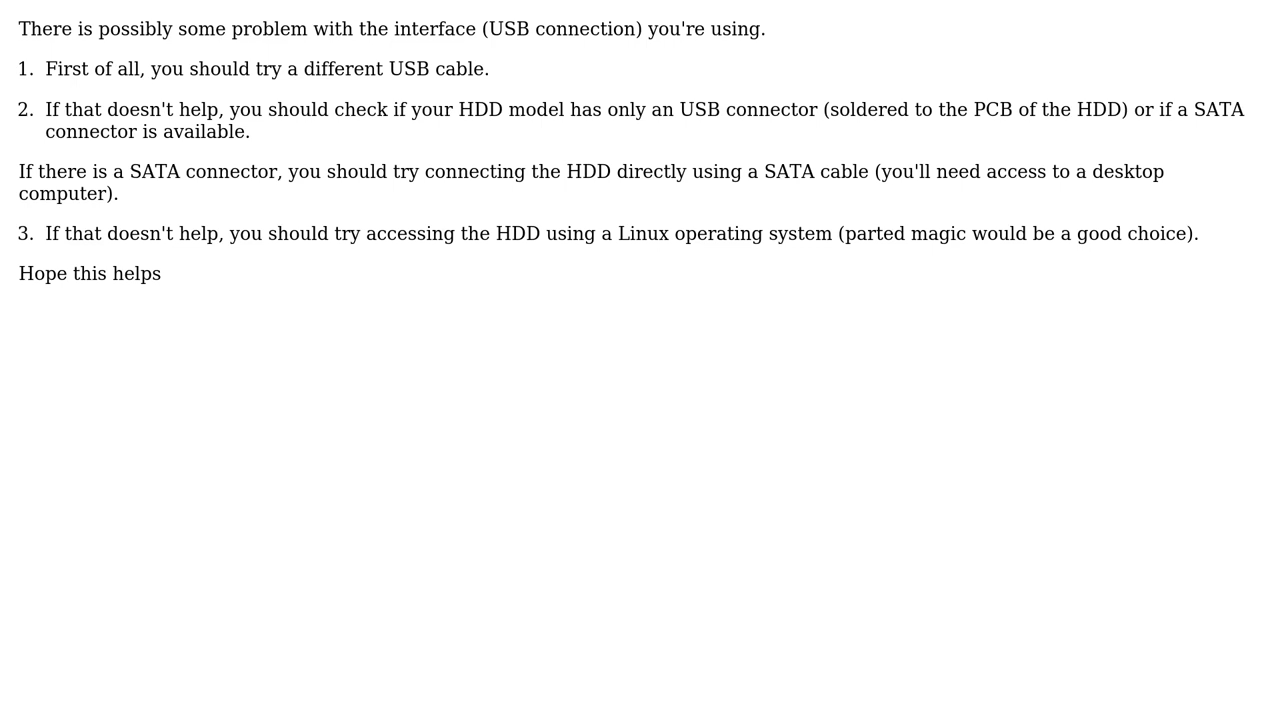 There is possibly some problem with the interface (USB connection) you're using.
1. First of all, you should try a different USB cable.
2. If that doesn't help, you should check if your HDD model has only an USB connector (soldered to the PCB of the HDD) or if a SATA
connector is available.
If there is a SATA connector, you should try connecting the HDD directly using a SATA cable (you'll need access to a desktop
computer).
3. If that doesn't help, you should try accessing the HDD using a Linux operating system (parted magic would be a good choice).
Hope this helps